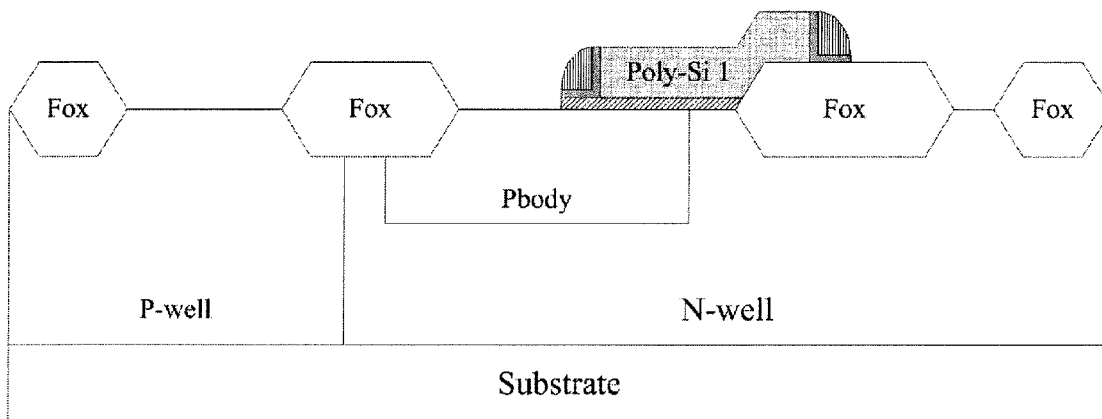 Poly-Si 1
Fox
Fox
Fox
Fox
Pbody
P-well
N-well
Substrate